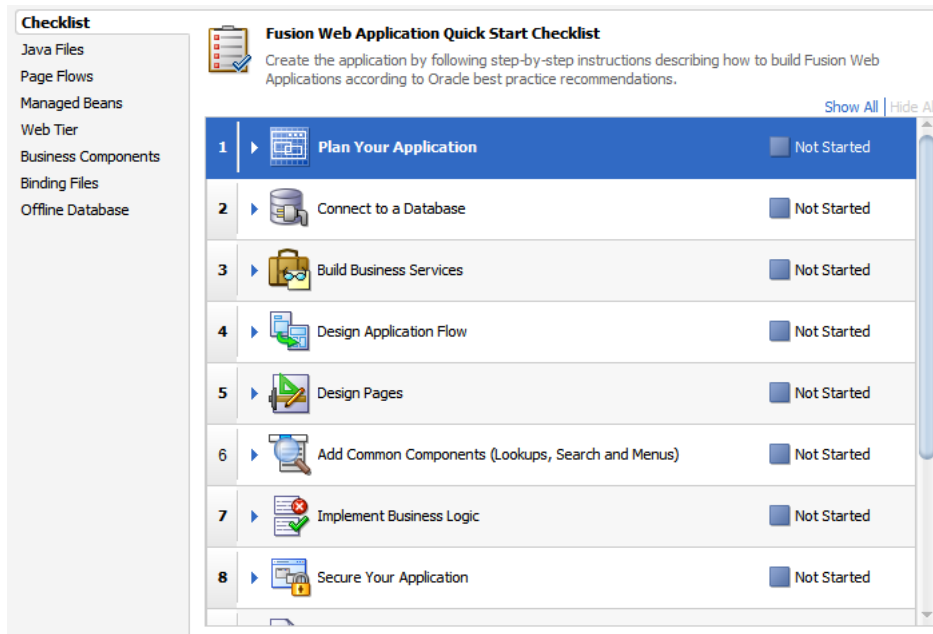 Checklist
Java Files
Page Flows
Managed Beans
Web Tier
Business Components
Binding Files
Offline Database
Fusion Web Application Quick Start Checklist
Create the application by following step-by-step instructions describing how to build Fusion Web
Applications according to Oracle best practice recommendations.
Show All Hide Al
1 Plan Your Application Not Started
2 Connect to a Database Not Started
3 Build Business Services Not Started
4 Design Application Flow Not Started
5 Design Pages Not Started
6 Add Common Components (Lookups, Search and Menus) Not Started
7 Implement Business Logic Not Started
8 Secure Your Application Not Started